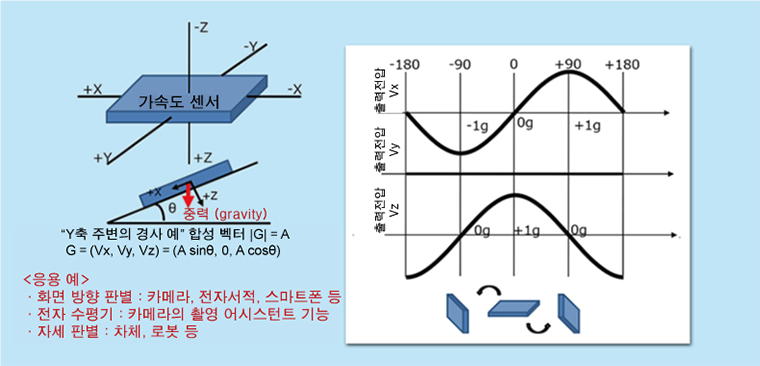 -Z
-Y
+X
가속도 센서
-X
+Y
+Z
+X
+Z
θ
중력 (gravity)
“Y축 주변의 경사 예” 합성 벡터 |G| = A
G = (Vx, Vy, Vz) = (A sinθ, 0, A cosθ)
<응용 예>
· 화면 방향 판별 : 카메라, 전자서적, 스마트폰 등
· 전자 수평기 : 카메라의 촬영 어시스턴트 기능
· 자세 판별 : 차체, 로봇 등
-180 -90 0 +90 +180
출력전압
Vx
-1g 0g +1g
출력전압
Vy
출력전압
Vz
0g +1g 0g